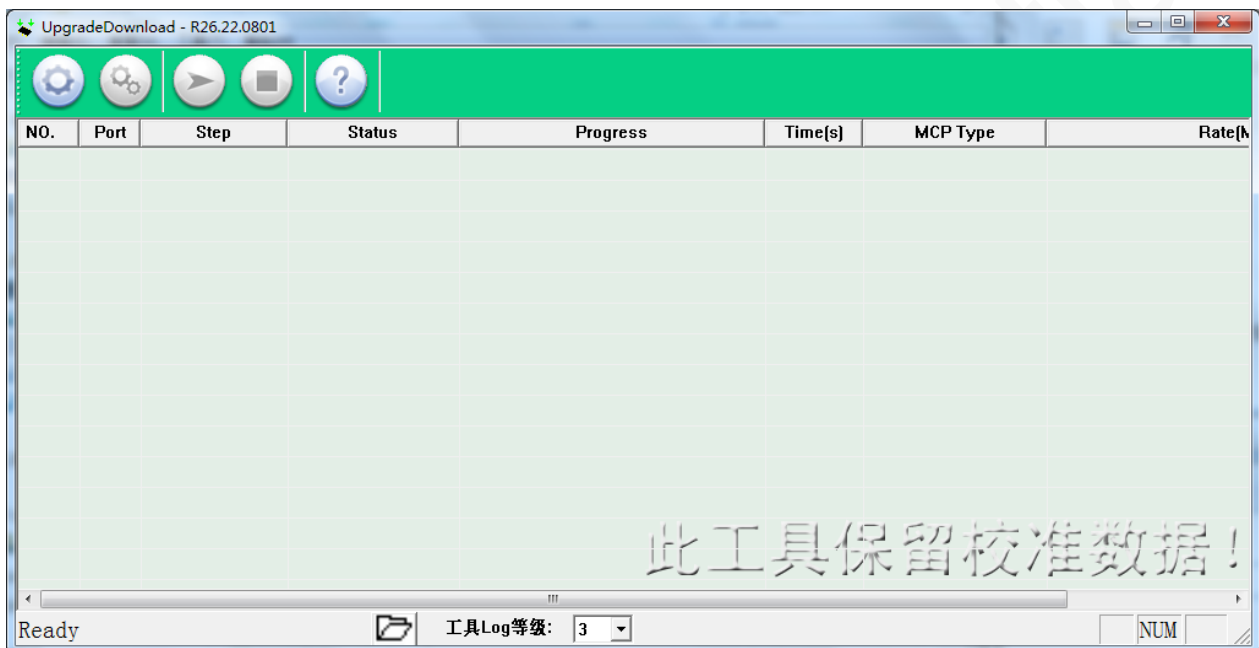 UpgradeDownload - R26.22.0801
?
NO. Port Step Status Progress Time(s) MCP Type Rate(M
此工具保留校准数据!
Ready 工具Log等级: 3 NUM